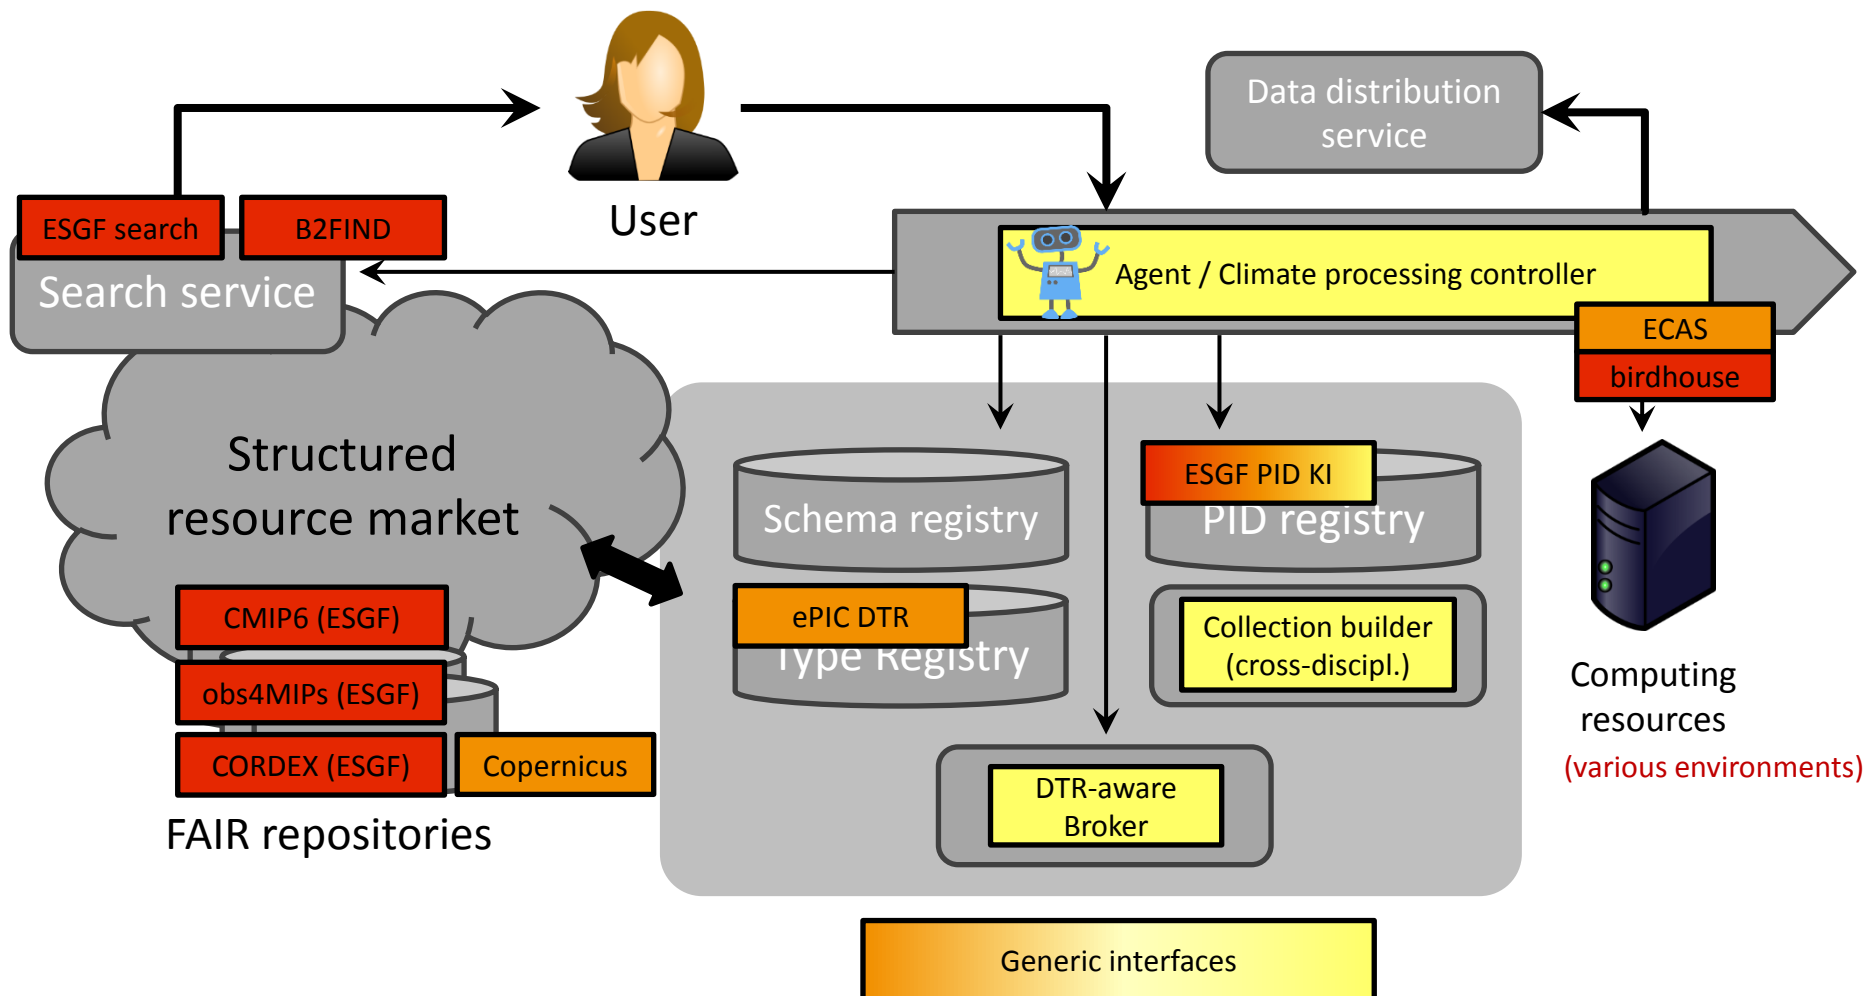 Data distribution
service
User
ESGF search
B2FIND
Search service
Agent / Climate processing controller
ECAS
birdhouse
Structured
resource market
Schema registry
ESGF PID KI
PID registry
ePIC DTR
Type Registry
Collection builder
(cross-discipl.)
CMIP6 (ESGF)
obs4MIPs (ESGF)
CORDEX (ESGF)
Copernicus
FAIR repositories
DTR-aware
Broker
Computing
resources
(various environments)
Generic interfaces